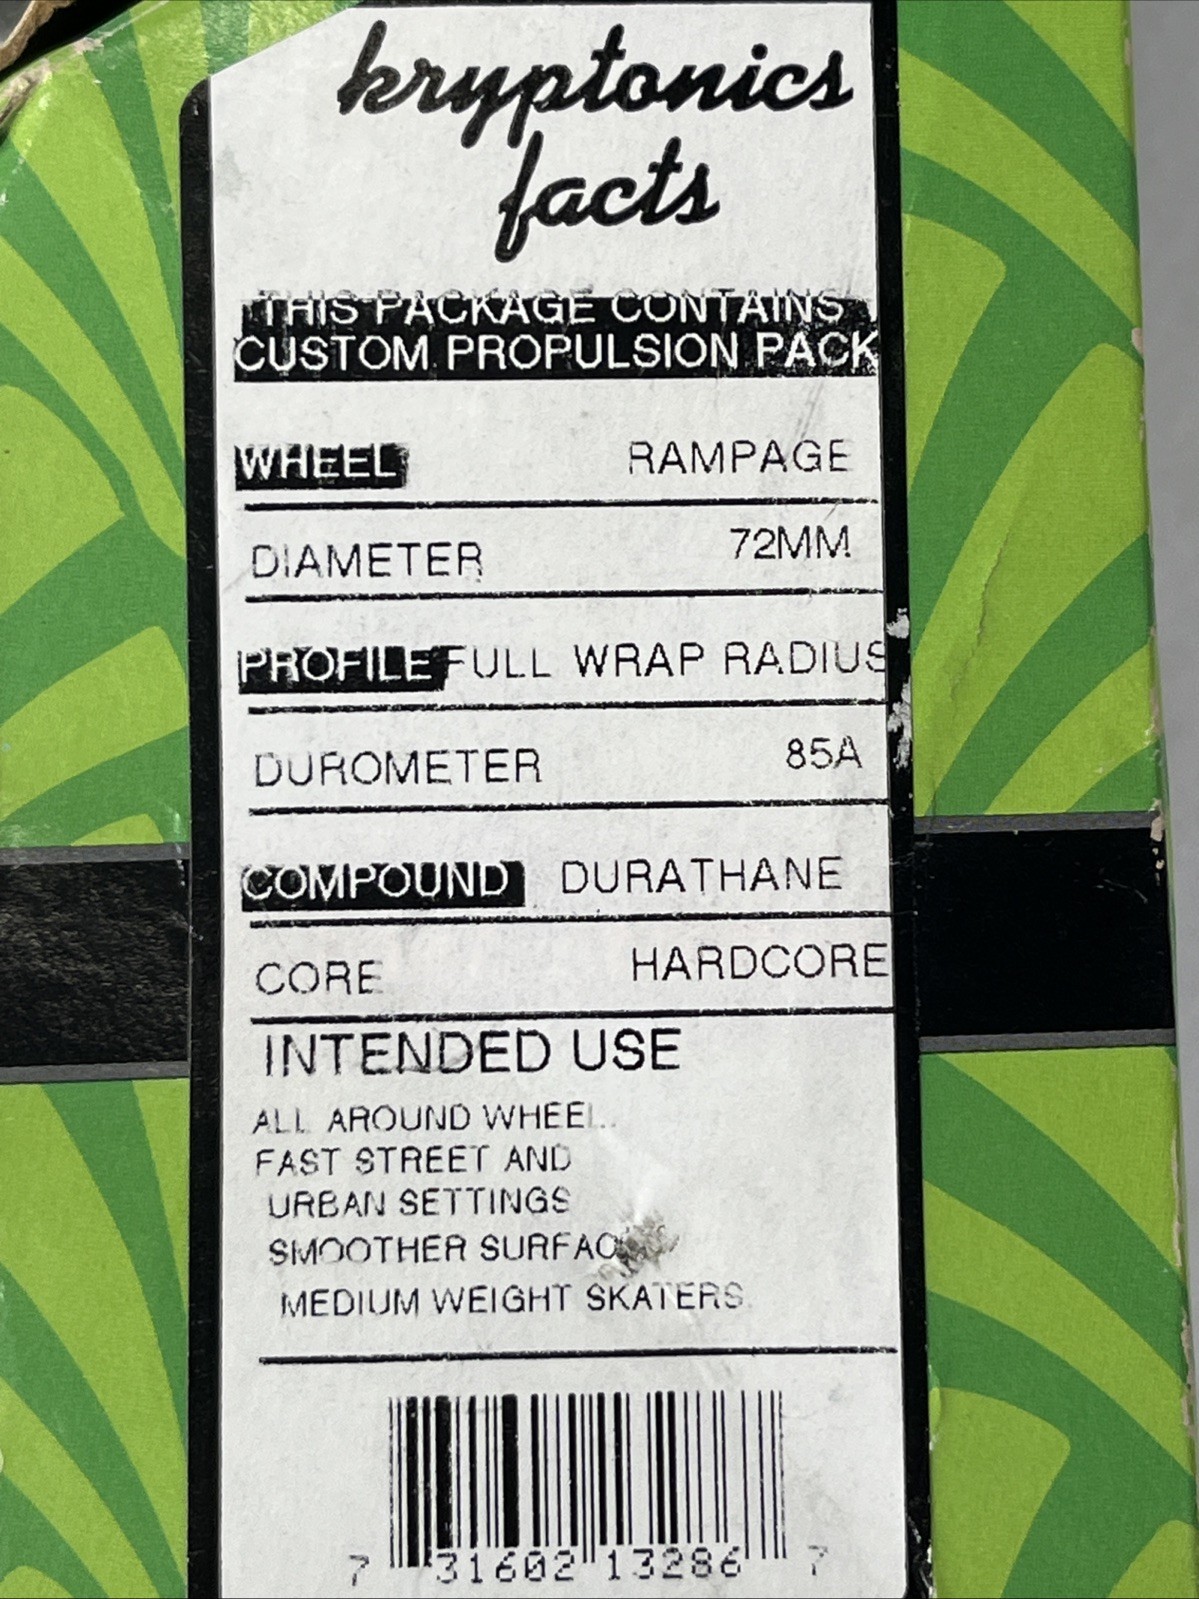 kryptonics
facts
THIS PACKAGE CONTAINS
CUSTOM PROPULSION PACK
WHEEL RAMPAGE
DIAMETER 72MM
PROFILE FULL WRAP RADIUS
DUROMETER 85A
COMPOUND DURATHANE
CORE HARDCORE
INTENDED USE
ALL AROUND WHEEL.
FAST STREET AND
URBAN SETTINGS
SMOOTHER
MEDIUM WEIGHT SKATERS.
7 31602 13286 7